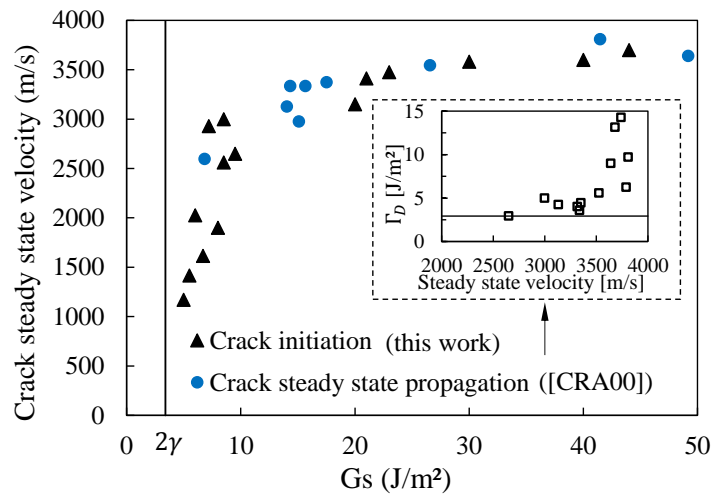 Crack steady state velocity (m/s)
4000
3500
3000
2500
2000
1500
1000
500
0
0
2γ
10
20
30
40
50
Gs (J/m²)
▲ Crack initiation (this work)
● Crack steady state propagation ([CRA00])
Γ_D [J/m²]
15
10
5
0
2000 2500 3000 3500 4000
Steady state velocity [m/s]